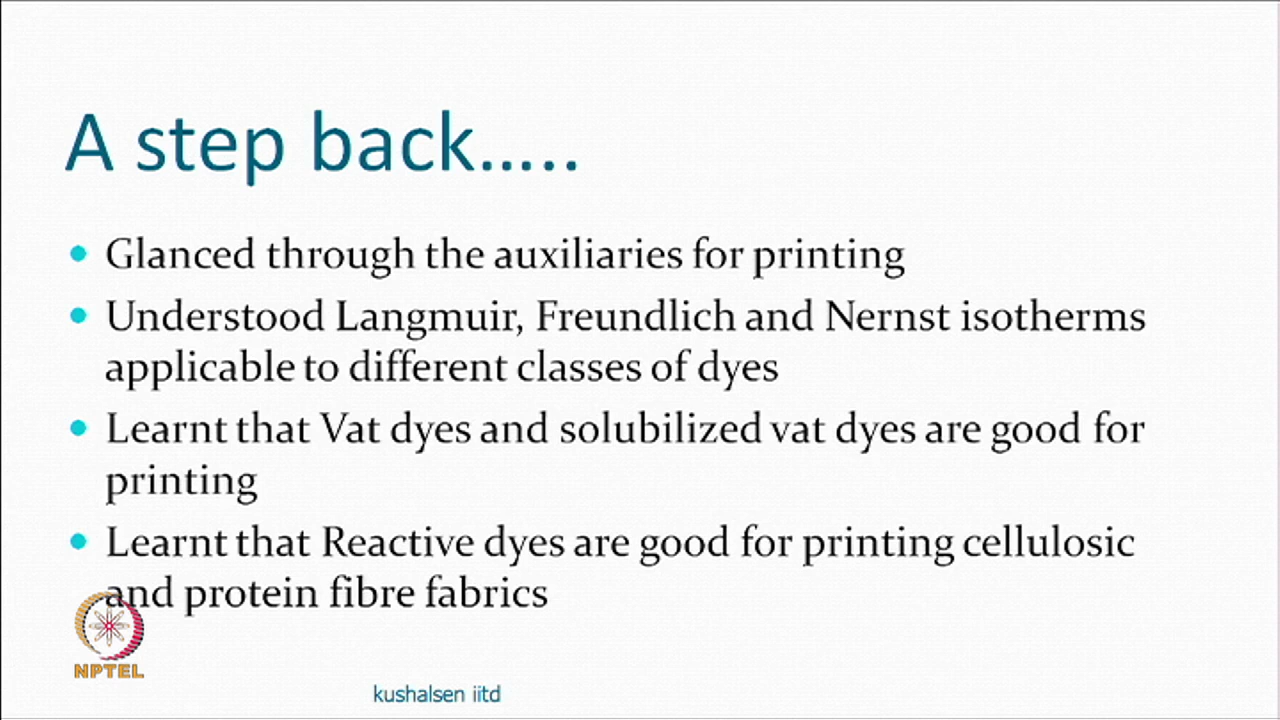 A step back.....
Glanced through the auxiliaries for printing
Understood Langmuir, Freundlich and Nernst isotherms
applicable to different classes of dyes
Learnt that Vat dyes and solubilized vat dyes are good for
printing
Learnt that Reactive dyes are good for printing cellulosic
and protein fibre fabrics
NPTEL
kushalsen iitd